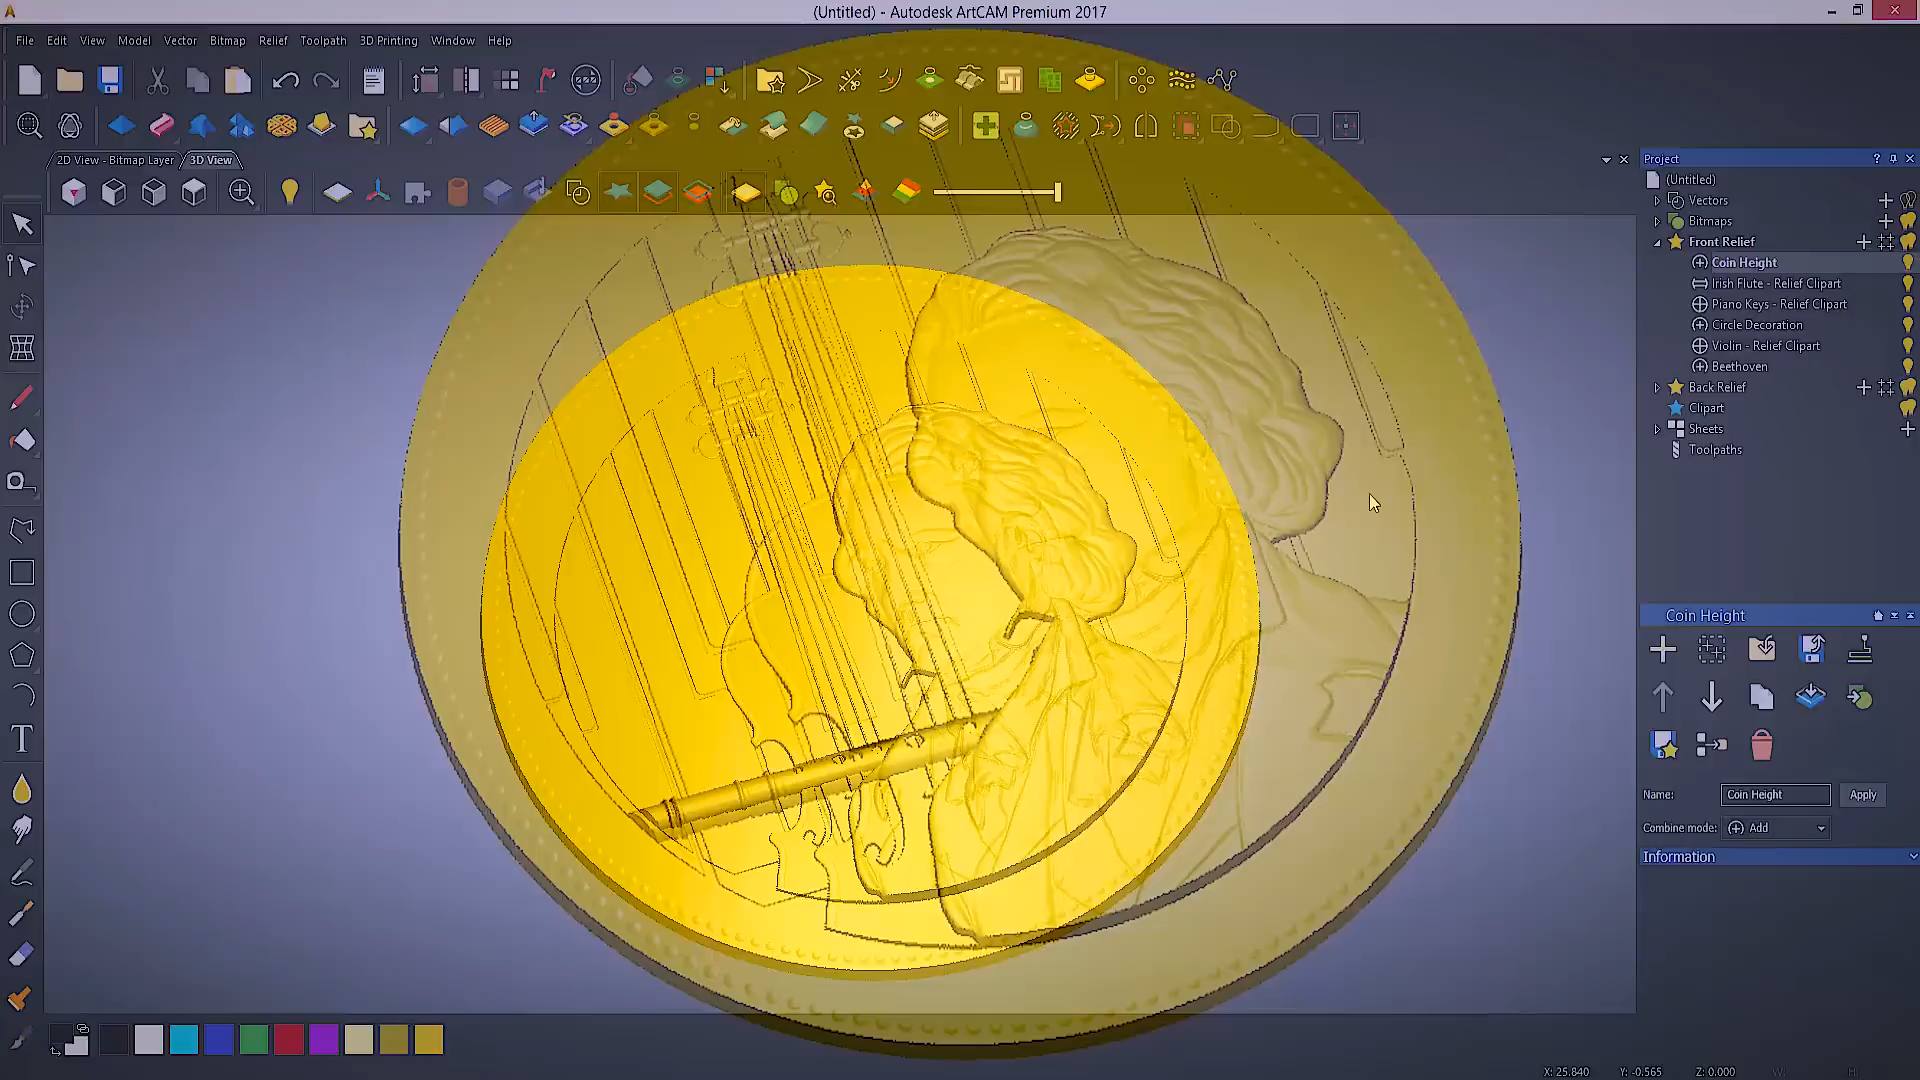 (Untitled) - Autodesk ArtCAM Premium 2017
File Edit View Model Vector Bitmap Relief Toolpath 3D Printing Window Help
2D View - Bitmap Layer 3D View
Project
(Untitled)
Vectors
Bitmaps
Front Relief
Coin Height
Irish Flute - Relief Clipart
Piano Keys - Relief Clipart
Circle Decoration
Violin - Relief Clipart
Beethoven
Back Relief
Clipart
Sheets
Toolpaths
Coin Height
Name: Coin Height Apply
Combine mode: Add
Information
X: 25.840 Y: -0.565 Z: 0.000